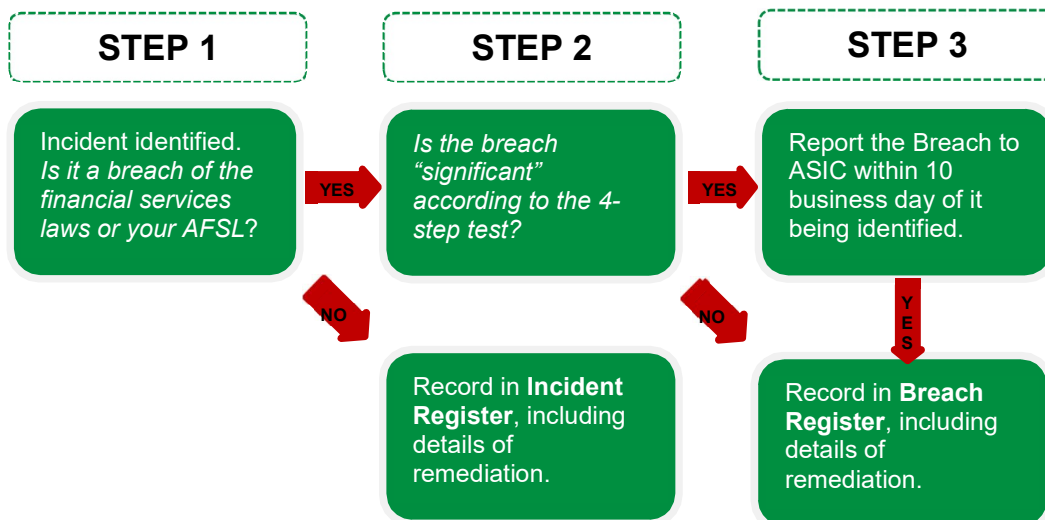 STEP 1
STEP 2
STEP 3
Incident identified.
Is it a breach of the
financial services
laws or your AFSL?
YES
Is the breach
“significant”
according to the 4-
step test?
YES
Report the Breach to
ASIC within 10
business day of it
being identified.
NO
NO
YES
Record in Incident
Register, including
details of
remediation.
Record in Breach
Register, including
details of
remediation.